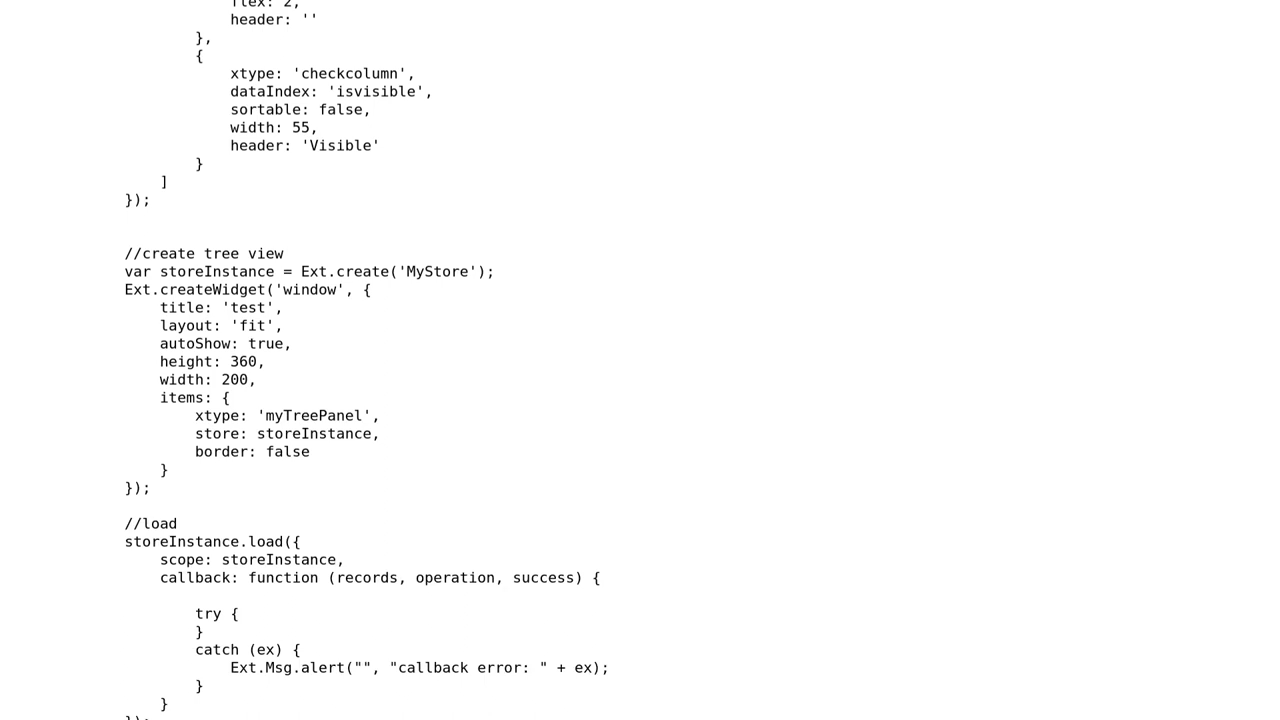 flex: 2,
header: ''
},
{
xtype: 'checkcolumn',
dataIndex: 'isvisible',
sortable: false,
width: 55,
header: 'Visible'
}
]
});
//create tree view
var storeInstance = Ext.create('MyStore');
Ext.createWidget('window', {
title: 'test',
layout: 'fit',
autoShow: true,
height: 360,
width: 200,
items: {
xtype: 'myTreePanel',
store: storeInstance,
border: false
}
});
//load
storeInstance.load({
scope: storeInstance,
callback: function (records, operation, success) {
try {
}
catch (ex) {
Ext.Msg.alert("", "callback error: " + ex);
}
}
});